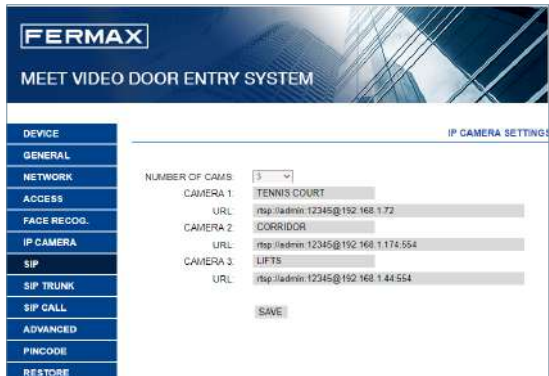 FERMAX
MEET VIDEO DOOR ENTRY SYSTEM
DEVICE
GENERAL
NETWORK
ACCESS
FACE RECOG.
IP CAMERA
SIP
SIP TRUNK
SIP CALL
ADVANCED
PINCODE
RESTORE
IP CAMERA SETTINGS
NUMBER OF CAMS: 3
CAMERA 1: TENNIS COURT
URL: rtsp://admin:12345@192.168.1.72
CAMERA 2: CORRIDOR
URL: rtsp://admin:12345@192.168.1.174:554
CAMERA 3: LIFTS
URL: rtsp://admin:12345@192.168.1.44:554
SAVE